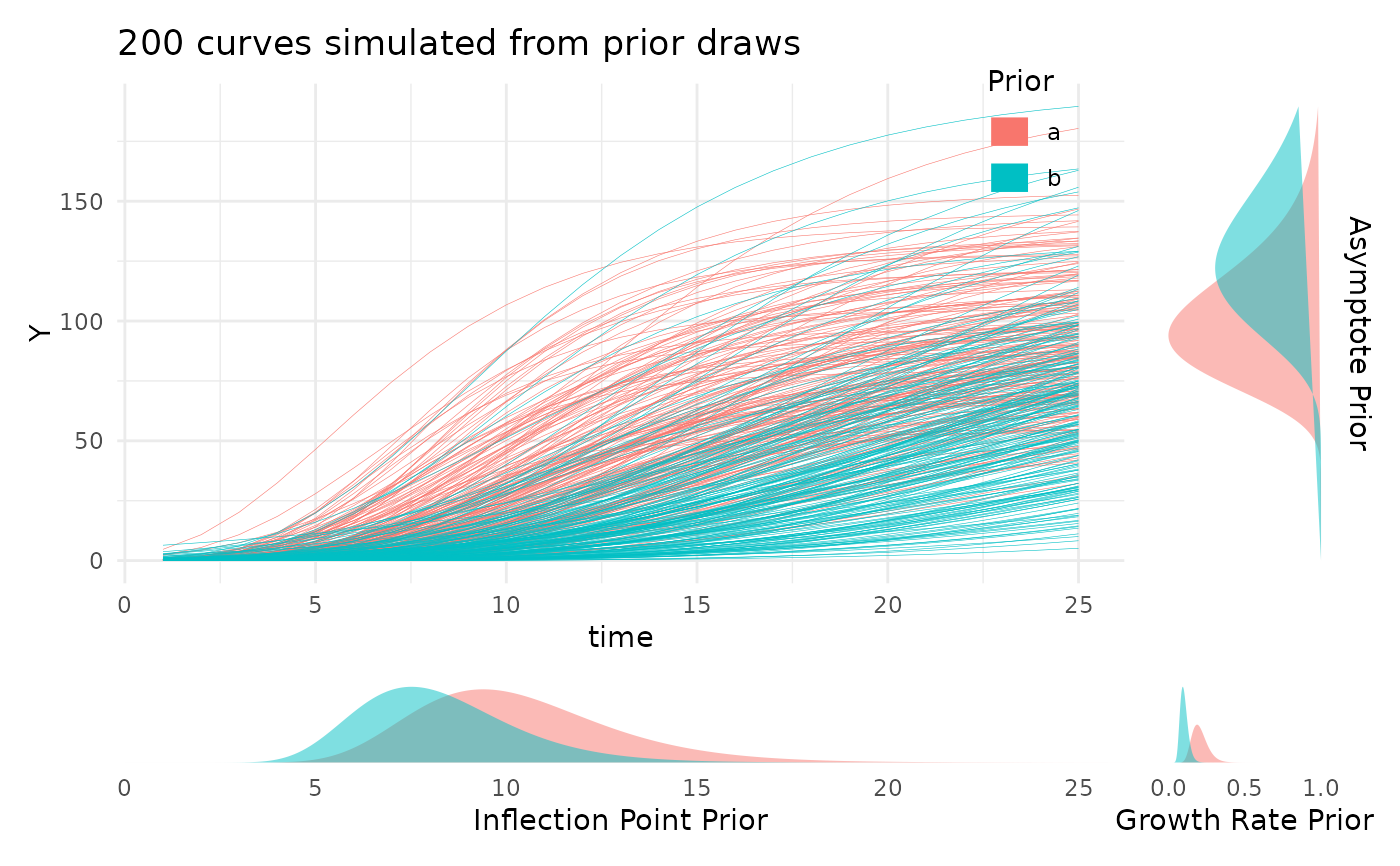 200 curves simulated from prior draws
Prior
a
b
Y
150
100
50
0
0 5 10 15 20 25
time
Asymptote Prior
0 5 10 15 20 25
Inflection Point Prior
0.0 0.5 1.0
Growth Rate Prior